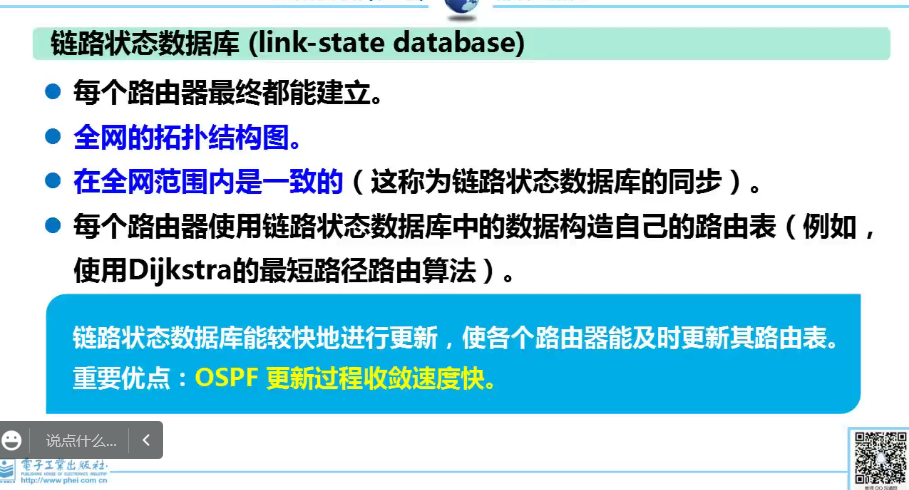 链路状态数据库 (link-state database)
每个路由器最终都能建立。
全网的拓扑结构图。
在全网范围内是一致的（这称为链路状态数据库的同步）。
每个路由器使用链路状态数据库中的数据构造自己的路由表（例如，
使用Dijkstra的最短路径路由算法）。
链路状态数据库能较快地进行更新，使各个路由器能及时更新其路由表。
重要优点：OSPF 更新过程收敛速度快。
说点什么...
電子工業出版社
PUBLISHING HOUSE OF ELECTRONICS INDUSTRY
http://www.phei.com.cn